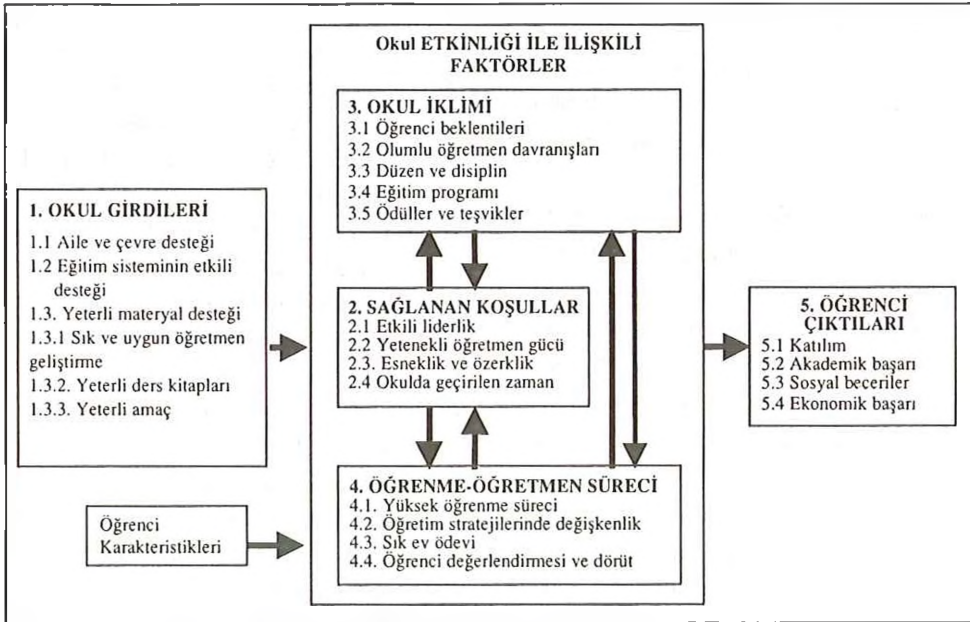 Okul ETKİNLİĞİ İLE İLİŞKİLİ
FAKTÖRLER
3. OKUL İKLİMİ
3.1 Öğrenci beklentileri
3.2 Olumlu öğretmen davranışları
3.3 Düzen ve disiplin
3.4 Eğitim programı
3.5 Ödüller ve teşvikler
1. OKUL GİRDİLERİ
1.1 Aile ve çevre desteği
1.2 Eğitim sisteminin etkili
desteği
1.3. Yeterli materyal desteği
1.3.1 Sık ve uygun öğretmen
geliştirme
1.3.2. Yeterli ders kitapları
1.3.3. Yeterli amaç
2. SAĞLANAN KOŞULLAR
2.1 Etkili liderlik
2.2 Yetenekli öğretmen gücü
2.3. Esneklik ve özerklik
2.4 Okulda geçirilen zaman
5. ÖĞRENCİ
ÇIKTILARI
5.1 Katılım
5.2 Akademik başarı
5.3 Sosyal beceriler
5.4 Ekonomik başarı
4. ÖĞRENME-ÖĞRETMEN SÜRECİ
4.1. Yüksek öğrenme süreci
4.2. Öğretim stratejilerinde değişkenlik
4.3. Sık ev ödevi
4.4. Öğrenci değerlendirmesi ve dörüt
Öğrenci
Karakteristikleri